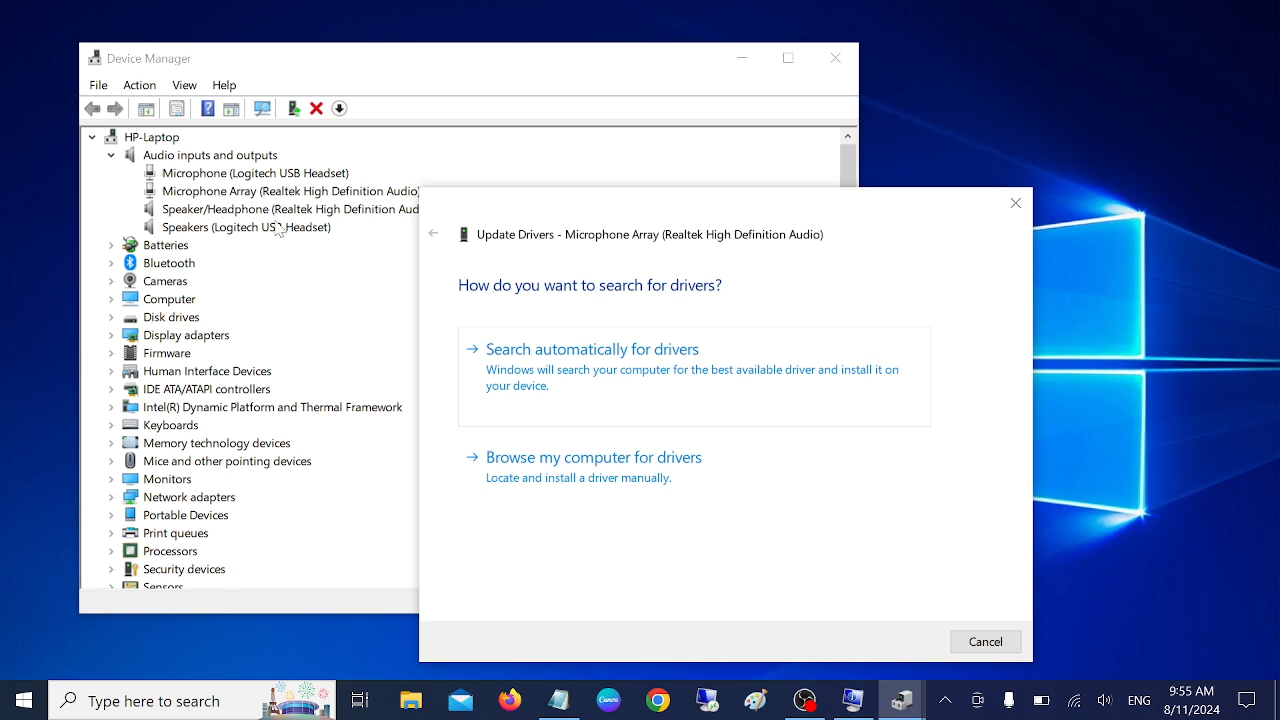 Device Manager
File Action View Help
HP-Laptop
Audio inputs and outputs
Microphone (Logitech USB Headset)
Microphone Array (Realtek High Definition Audio)
Speaker/Headphone (Realtek High Definition Aud
Speakers (Logitech USB Headset)
Batteries
Bluetooth
Cameras
Computer
Disk drives
Display adapters
Firmware
Human Interface Devices
IDE ATA/ATAPI controllers
Intel(R) Dynamic Platform and Thermal Framework
Keyboards
Memory technology devices
Mice and other pointing devices
Monitors
Network adapters
Portable Devices
Print queues
Processors
Security devices
Sensors
Update Drivers - Microphone Array (Realtek High Definition Audio)
How do you want to search for drivers?
Search automatically for drivers
Windows will search your computer for the best available driver and install it on
your device.
Browse my computer for drivers
Locate and install a driver manually.
Cancel
Type here to search
Canva
ENG
9:55 AM
8/11/2024